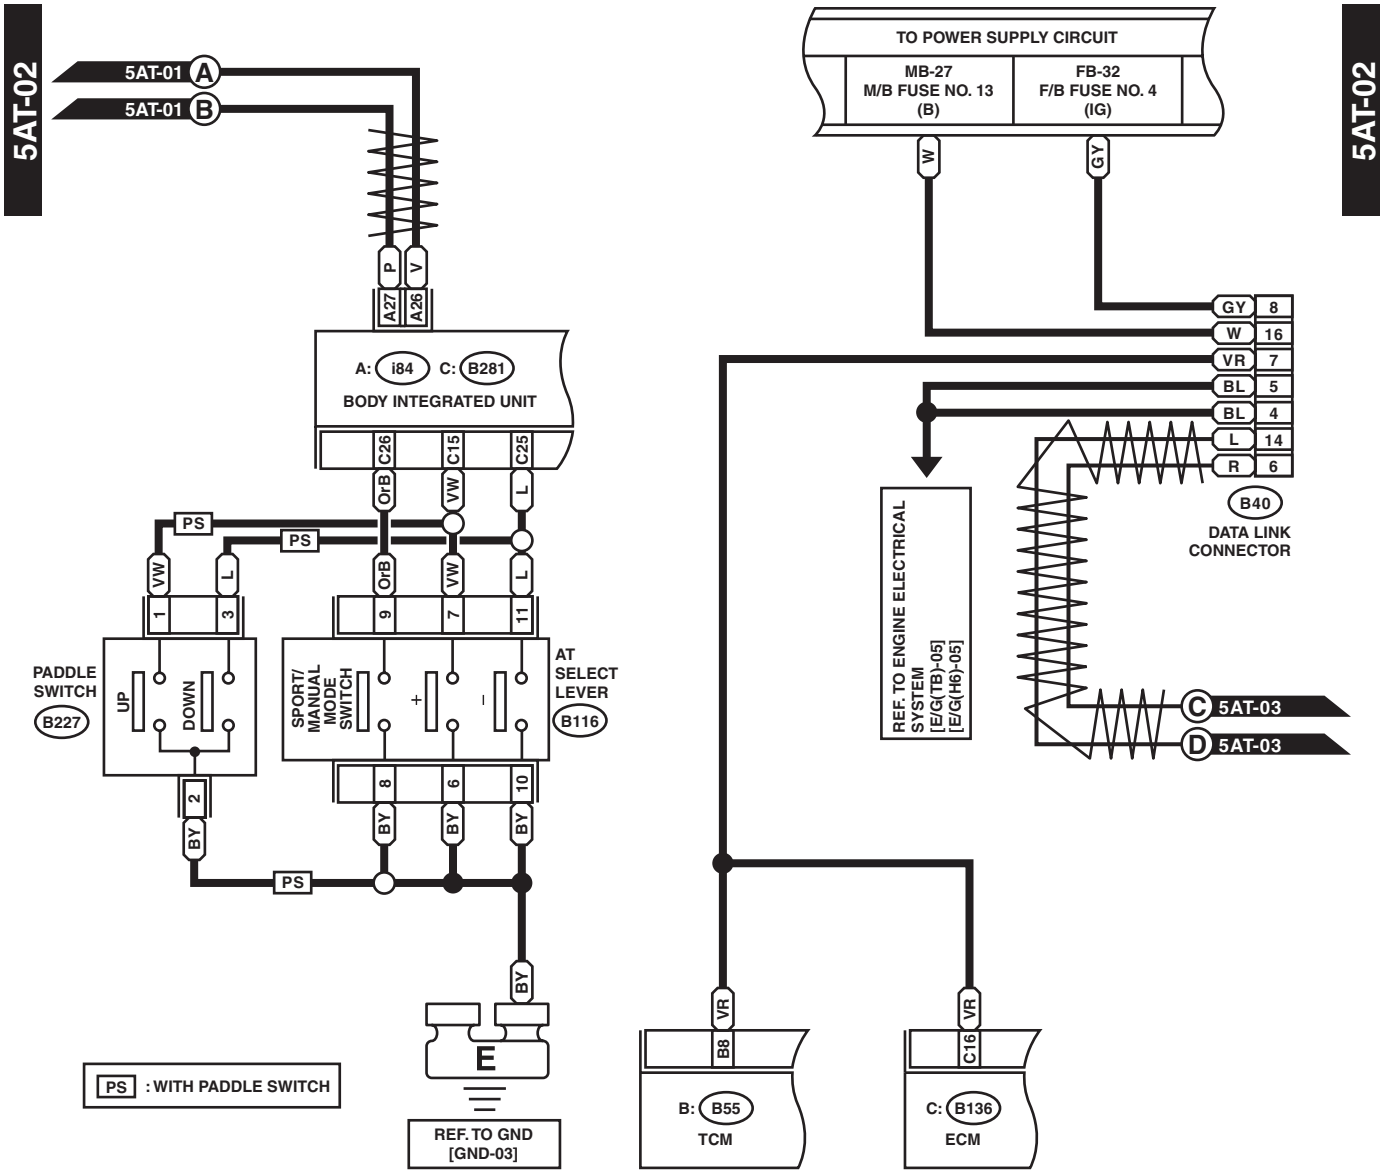 5AT-02
5AT-01 A
5AT-01 B
P
V
A27
A26
A: i84 C: B281
BODY INTEGRATED UNIT
C26
C15
C25
OrB
VW
L
PS
PS
VW
L
OrB
VW
L
1
3
9
7
11
PADDLE
SWITCH
B227
UP
DOWN
SPORT/
MANUAL
MODE
SWITCH
+
–
AT
SELECT
LEVER
B116
2
8
6
10
BY
BY
BY
BY
PS
BY
E
REF. TO GND
[GND-03]
PS : WITH PADDLE SWITCH
5AT-02
TO POWER SUPPLY CIRCUIT
MB-27
M/B FUSE NO. 13
(B)
FB-32
F/B FUSE NO. 4
(IG)
W
GY
GY 8
W 16
VR 7
BL 5
BL 4
L 14
R 6
B40
DATA LINK
CONNECTOR
REF. TO ENGINE ELECTRICAL
SYSTEM
[E/G(TB)-05]
[E/G(H6)-05]
C 5AT-03
D 5AT-03
VR
VR
B8
C16
B: B55
TCM
C: B136
ECM